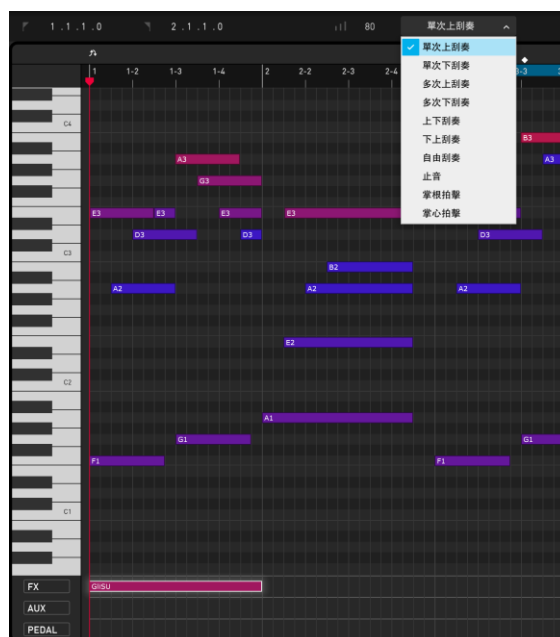 1 . 1 . 1 . 0 2 . 1 . 1 . 0 80 單次上刮奏
單次上刮奏
單次下刮奏
多次上刮奏
多次下刮奏
上下刮奏
下上刮奏
自由刮奏
止音
掌根拍擊
掌心拍擊
1 1-2 1-3 1-4 2 2-2 2-3 2-4
C4
B3
A3 A3
G3
E3 E3 E3 E3
D3 D3 D3
C3
B2
A2 A2 A2
E2
C2
A1
G1 G1
F1 F1
C1
FX GliSU
AUX
PEDAL